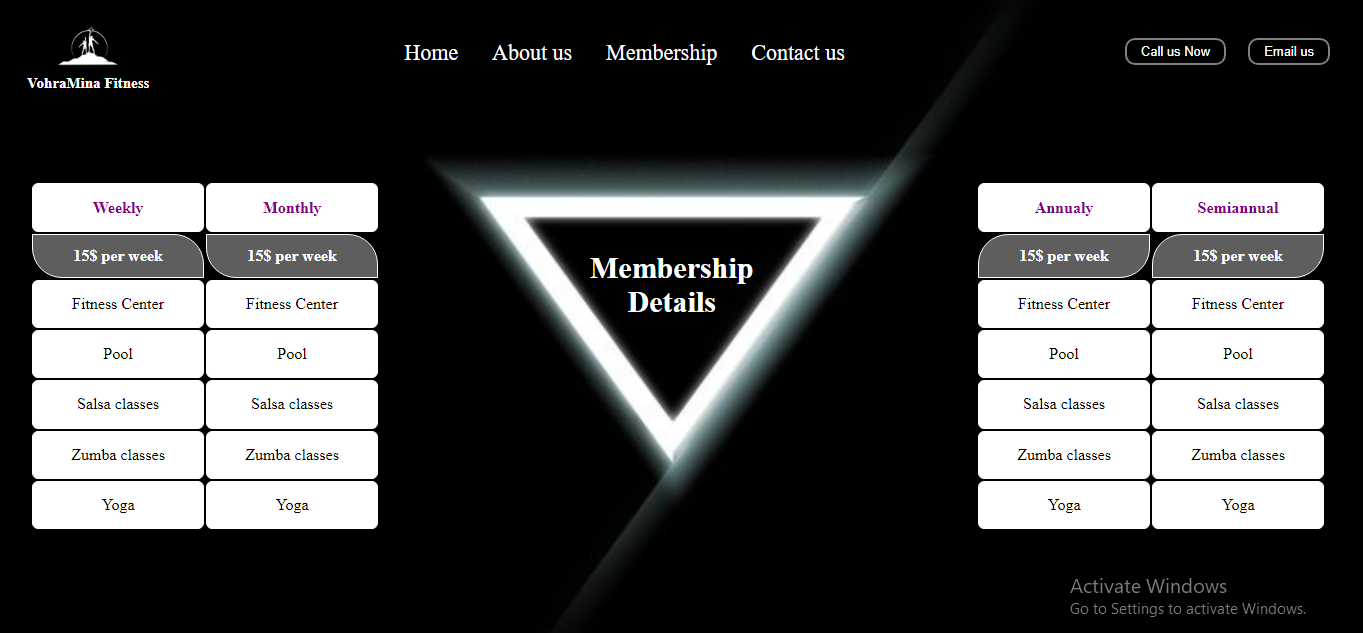 VohraMina Fitness
Home About us Membership Contact us
Call us Now Email us
Weekly Monthly
15$ per week 15$ per week
Fitness Center Fitness Center
Pool Pool
Salsa classes Salsa classes
Zumba classes Zumba classes
Yoga Yoga
Membership
Details
Annualy Semiannual
15$ per week 15$ per week
Fitness Center Fitness Center
Pool Pool
Salsa classes Salsa classes
Zumba classes Zumba classes
Yoga Yoga
Activate Windows
Go to Settings to activate Windows.